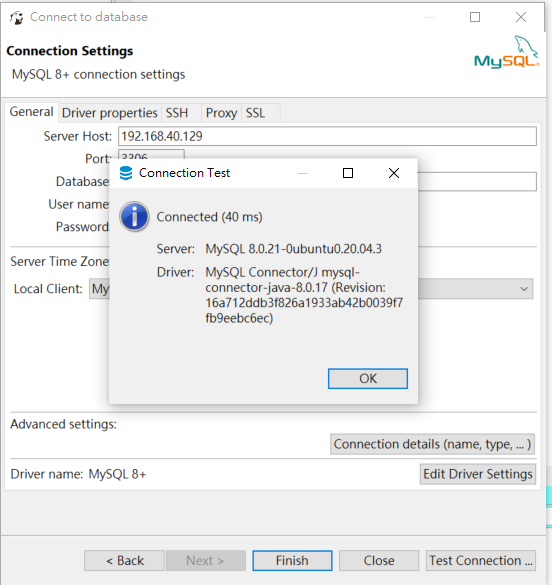 Connect to database
Connection Settings
MySQL 8+ connection settings
MySQL
General Driver properties SSH Proxy SSL
Server Host: 192.168.40.129
Port: 3306
Database:
User name:
Password:
Server Time Zone:
Local Client: My
Connection Test
Connected (40 ms)
Server: MySQL 8.0.21-0ubuntu0.20.04.3
Driver: MySQL Connector/J mysql-
connector-java-8.0.17 (Revision:
16a712ddb3f826a1933ab42b0039f7
fb9eebc6ec)
OK
Advanced settings:
Connection details (name, type, ... )
Driver name: MySQL 8+
Edit Driver Settings
< Back Next > Finish Close Test Connection ...